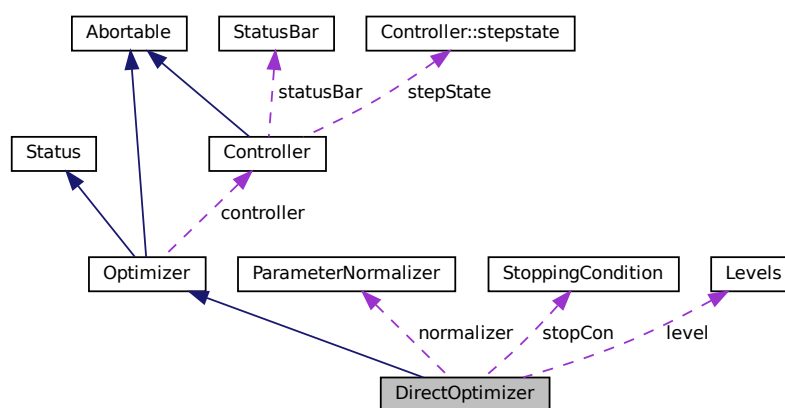 Abortable
StatusBar
Controller::stepstate
statusBar
stepState
Status
Controller
controller
Optimizer
ParameterNormalizer
StoppingCondition
Levels
normalizer
stopCon
level
DirectOptimizer